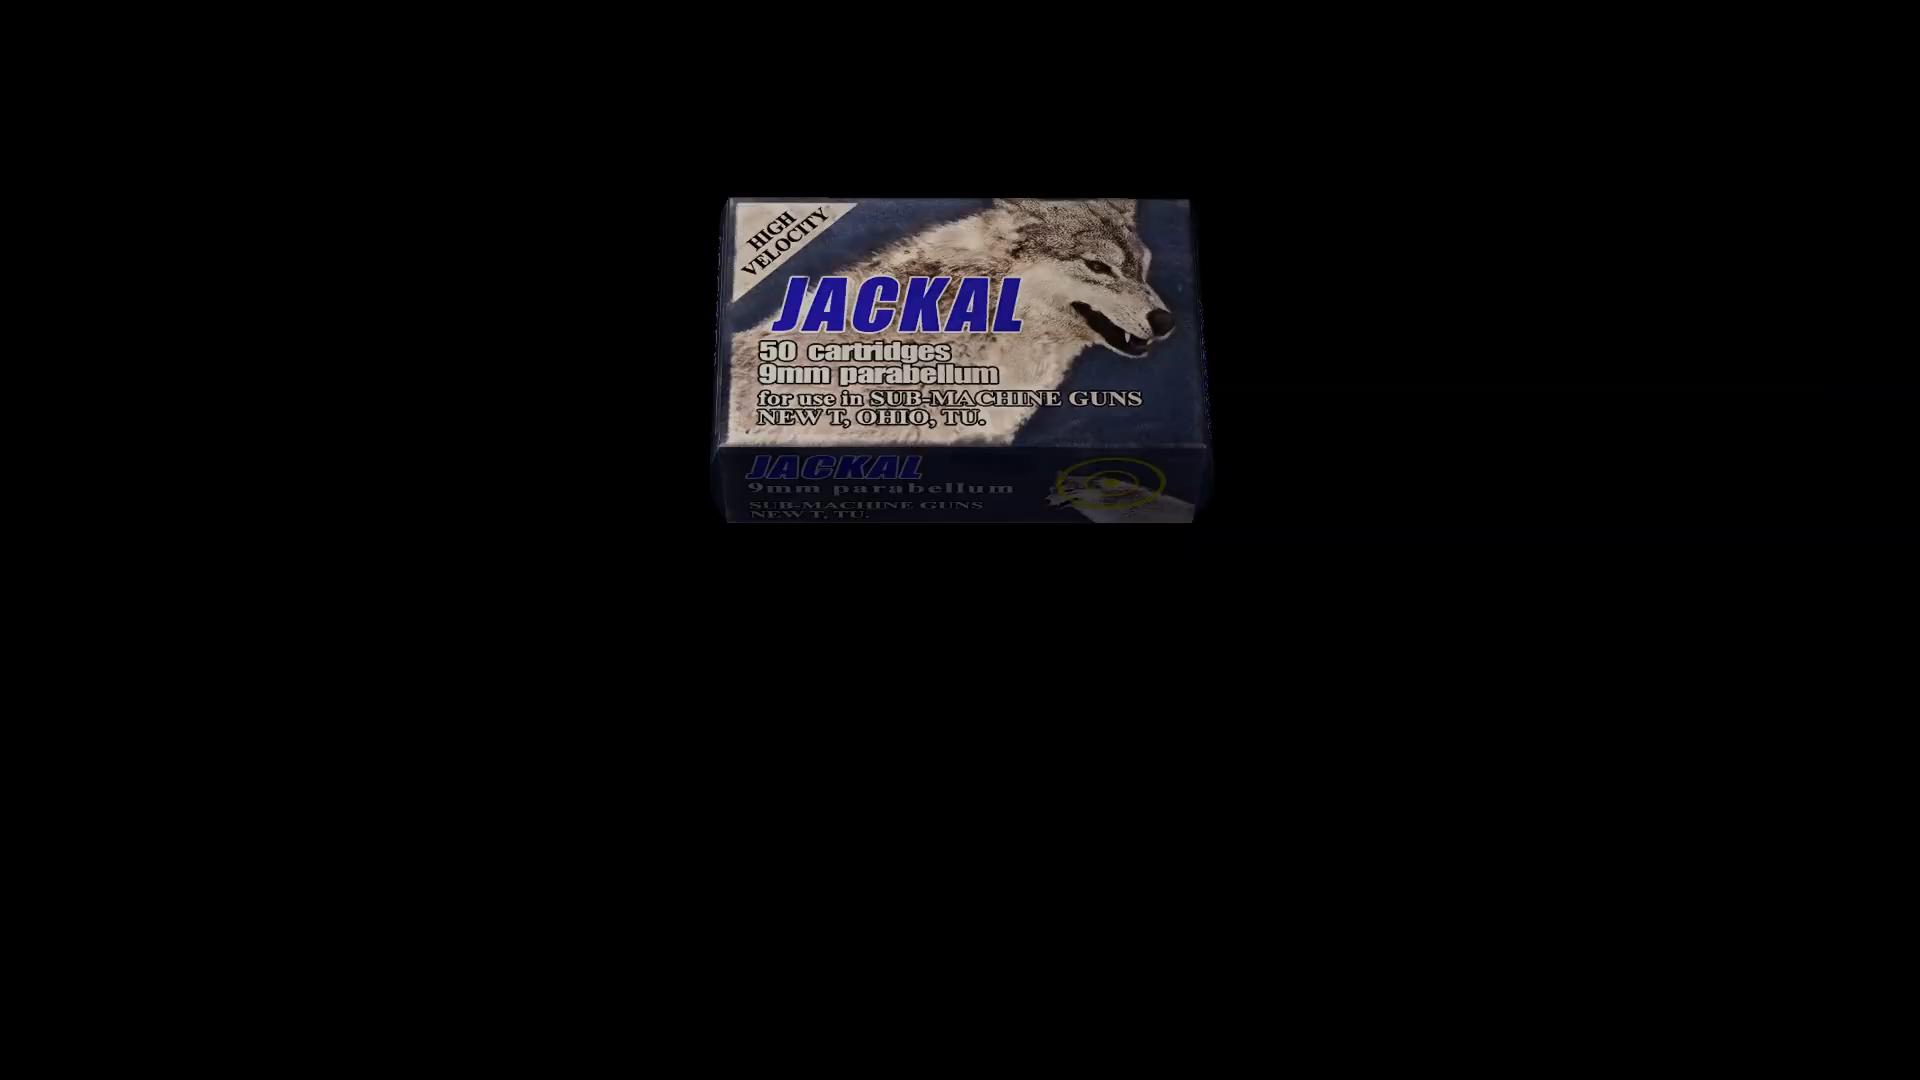 HIGH
VELOCITY
JACKAL
50 cartridges
9mm parabellum
for use in SUB-MACHINE GUNS
NEW T, OHIO, TU.
JACKAL
9mm parabellum
SUB-MACHINE GUNS
NEW T, TU.